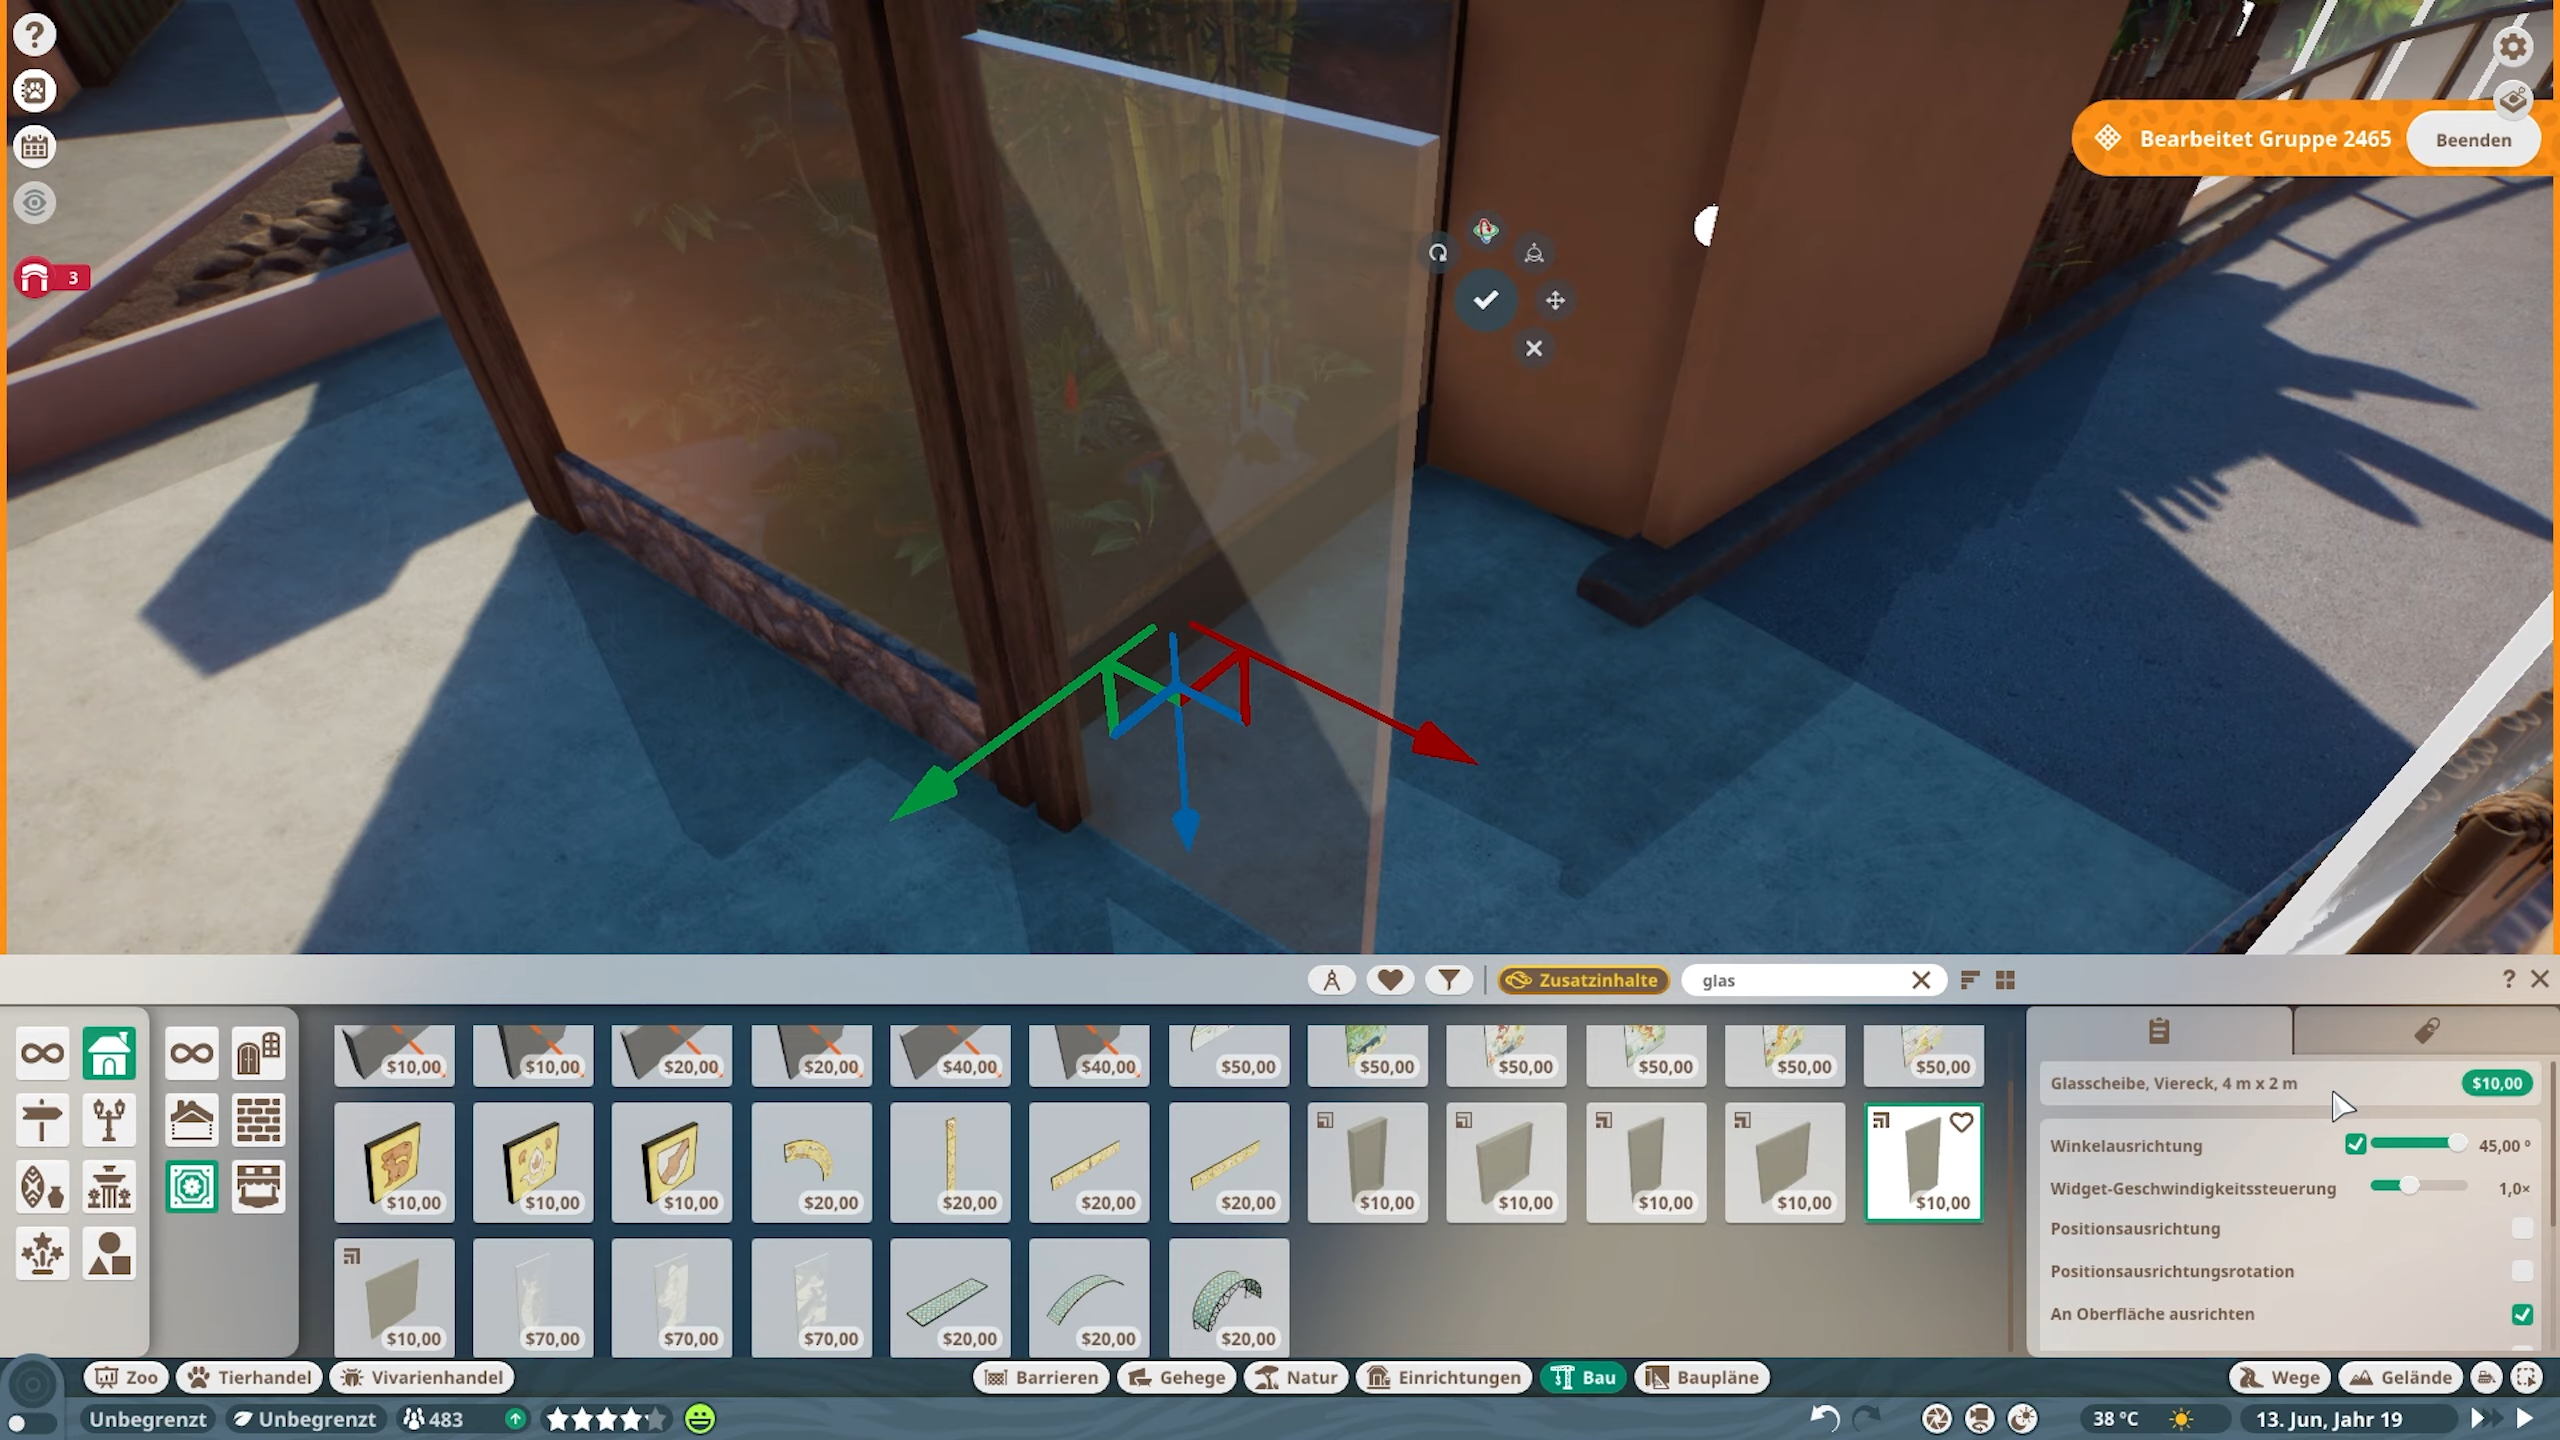 Bearbeitet Gruppe 2465
Beenden
3
Zusatzinhalte
glas
$10,00
$10,00
$20,00
$20,00
$40,00
$40,00
$50,00
$50,00
$50,00
$50,00
$50,00
$50,00
$10,00
$10,00
$10,00
$20,00
$20,00
$20,00
$20,00
$10,00
$10,00
$10,00
$10,00
$10,00
$10,00
$70,00
$70,00
$70,00
$20,00
$20,00
$20,00
Glasscheibe, Viereck, 4 m x 2 m
$10,00
Winkelausrichtung
45,00 °
Widget-Geschwindigkeitssteuerung
1,0×
Positionsausrichtung
Positionsausrichtungsrotation
An Oberfläche ausrichten
Zoo
Tierhandel
Vivarienhandel
Barrieren
Gehege
Natur
Einrichtungen
Bau
Baupläne
Wege
Gelände
Unbegrenzt
Unbegrenzt
483
38 °C
13. Jun, Jahr 19